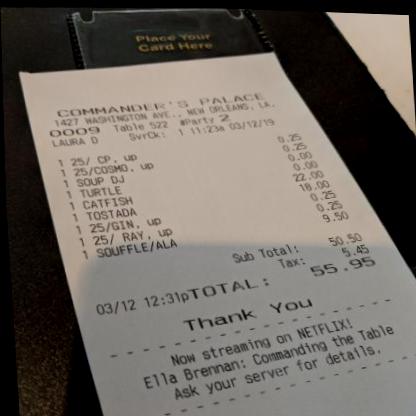 Place Your
Card Here
COMMANDER'S PALACE
1427 WASHINGTON AVE., NEW ORLEANS, LA.
0009 Table 522 #Party 2
LAURA D SvrCk: 1 11:23a 03/12/19
1 25/ CP, up 0.25
1 25/COSMO, up 0.25
1 SOUP DJ 0.00
1 TURTLE 0.00
1 CATFISH 22.00
1 TOSTADA 18.00
1 25/GIN, up 0.25
1 25/ RAY, up 0.25
1 SOUFFLE/ALA 9.50
Sub Total: 50.50
Tax: 5.45
03/12 12:31pTOTAL: 55.95
Thank You
Now streaming on NETFLIX!
Ella Brennan: Commanding the Table
Ask your server for details.